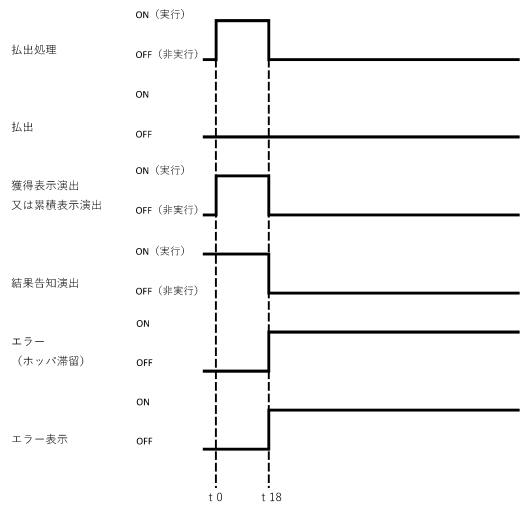 ON（実行）
払出処理
OFF（非実行）
ON
払出
OFF
ON（実行）
獲得表示演出
又は累積表示演出
OFF（非実行）
ON（実行）
結果告知演出
OFF（非実行）
ON
エラー
（ホッパ滞留）
OFF
ON
エラー表示
OFF
t 0
t 18